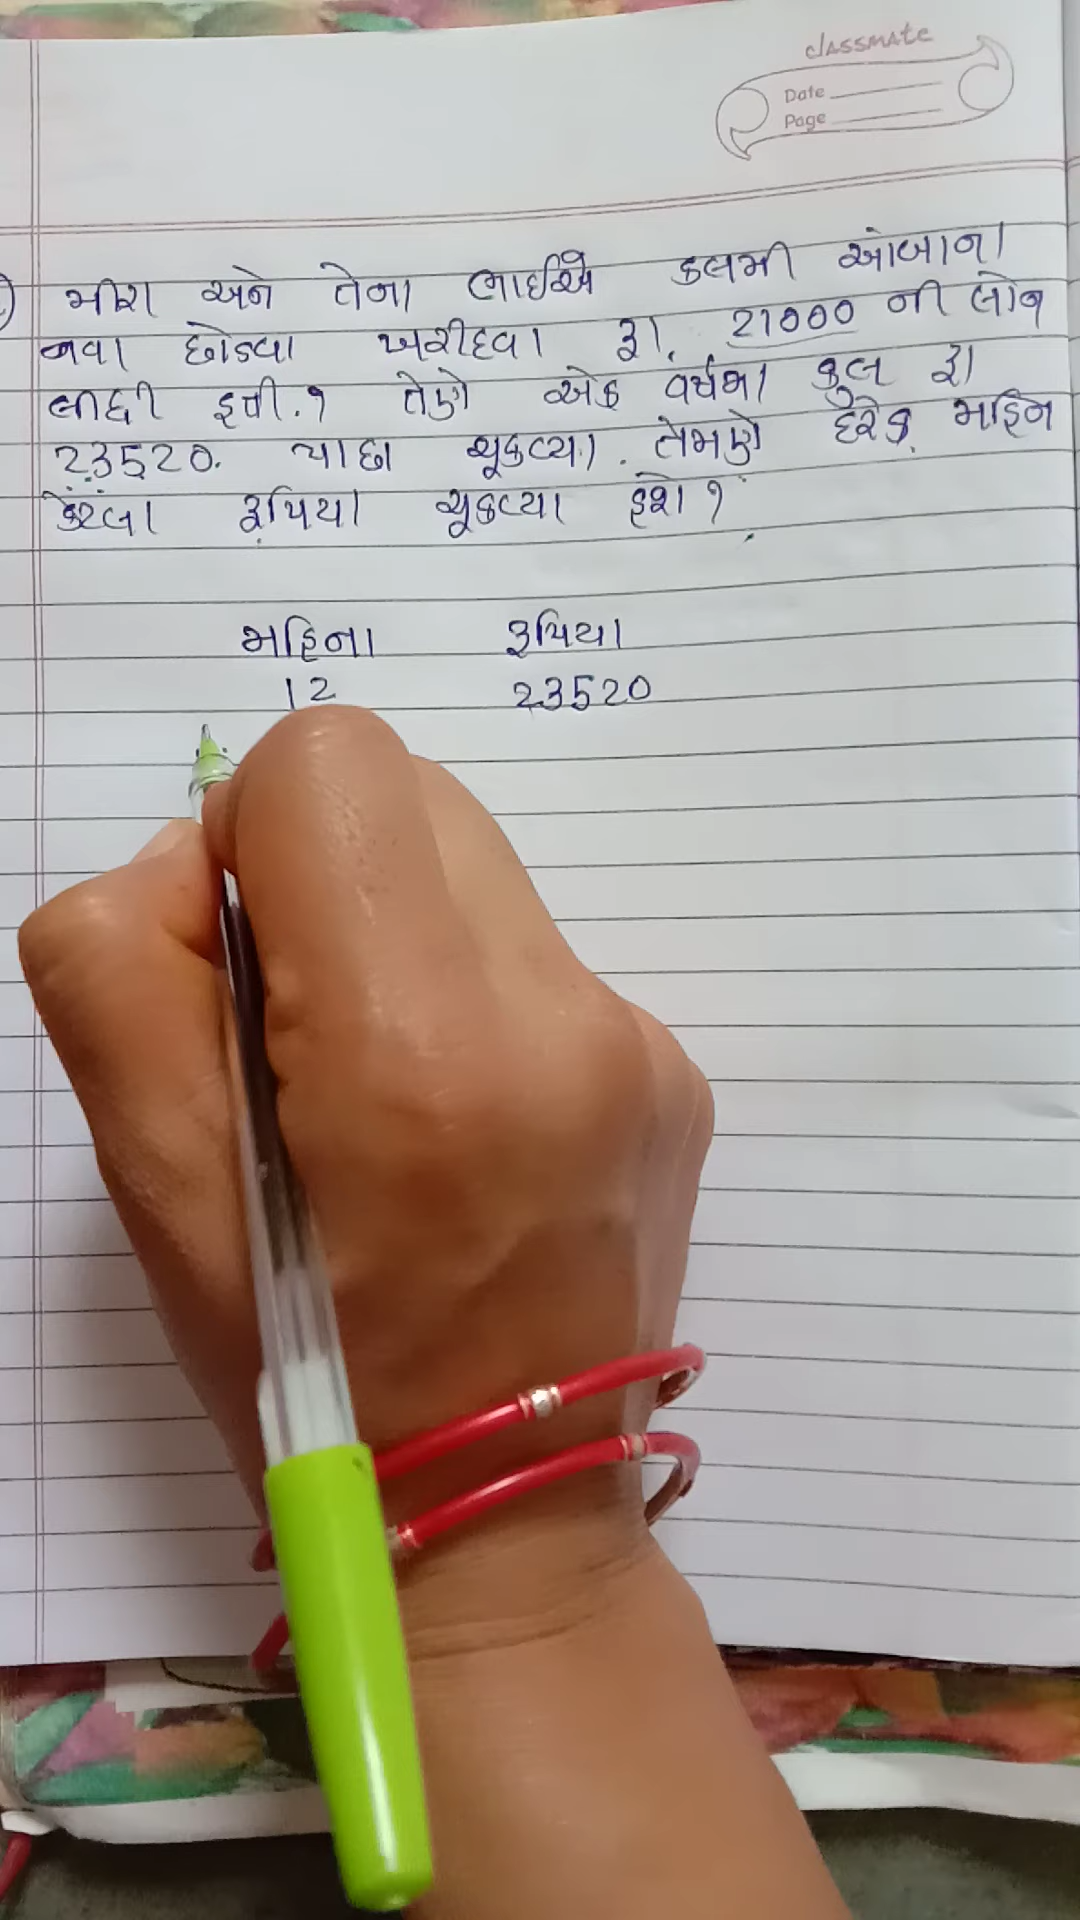 classmate
Date
Page
મીરા અને તેના ભાઈએ કલમી આંબાના
નવા છોડવા ખરીદવા રૂા. 21000 ની લોન
લીધી હતી. ? તેણે એક વર્ષમાં કુલ રૂા
23520. પાછા ચૂકવ્યા. તેમણે દરેક મહિને
કેટલા રૂપિયા ચૂકવ્યા હશે ?
મહિના રૂપિયા
12 23520